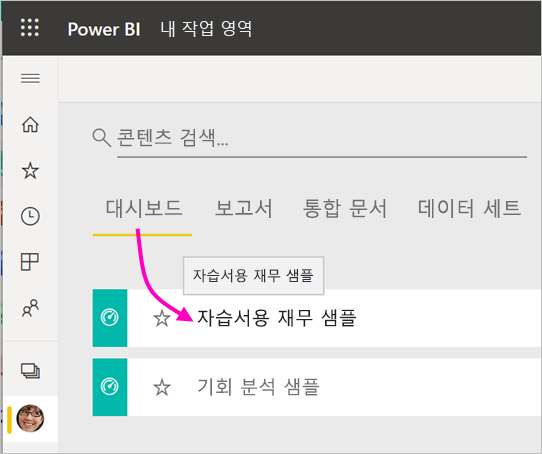 Power BI 내 작업 영역
콘텐츠 검색...
대시보드 보고서 통합 문서 데이터 세트
자습서용 재무 샘플
자습서용 재무 샘플
기회 분석 샘플